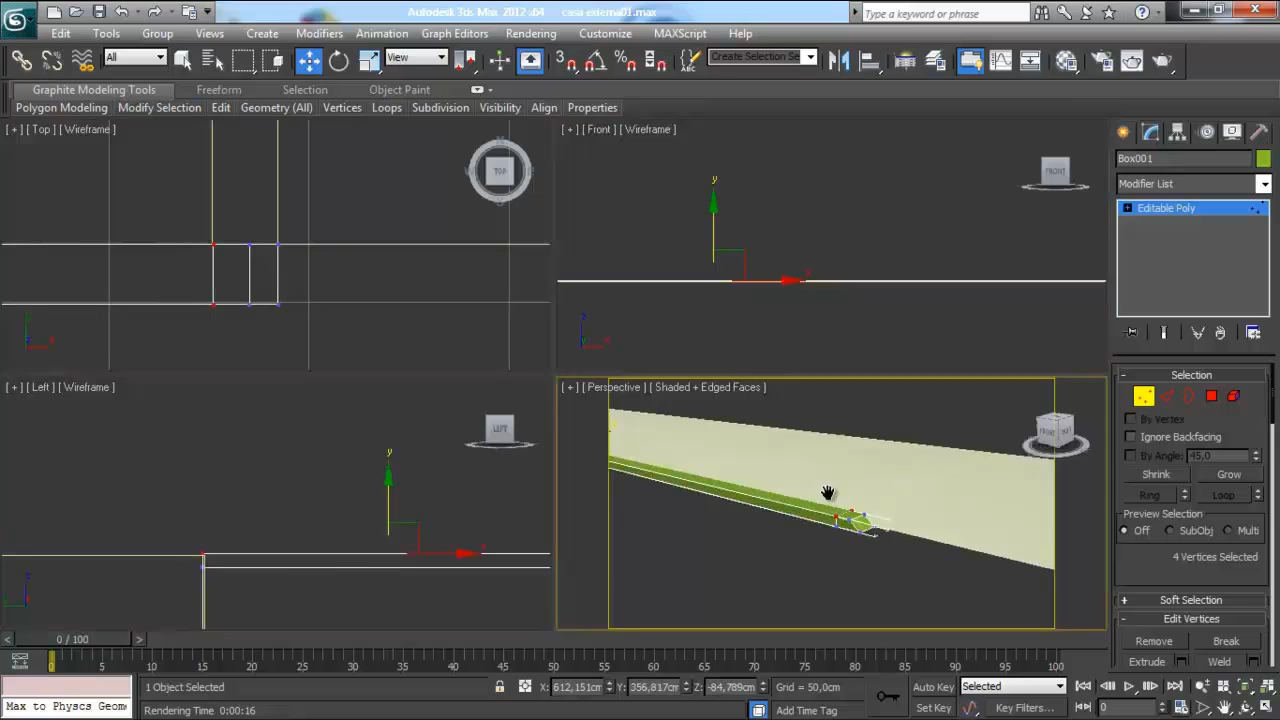 Autodesk 3ds Max 2012 x64 casa externa01.max
Type a keyword or phrase
Edit Tools Group Views Create Modifiers Animation Graph Editors Rendering Customize MAXScript Help
All View Create Selection Se
Graphite Modeling Tools Freeform Selection Object Paint
Polygon Modeling Modify Selection Edit Geometry (All) Vertices Loops Subdivision Visibility Align Properties
[ + ] [ Top ] [ Wireframe ]
TOP
[ + ] [ Front ] [ Wireframe ]
FRONT
y
x
Box001
Modifier List
Editable Poly
[ + ] [ Left ] [ Wireframe ]
LEFT
y
x
[ + ] [ Perspective ] [ Shaded + Edged Faces ]
FRONT
Selection
By Vertex
Ignore Backfacing
By Angle: 45,0
Shrink Grow
Ring Loop
Preview Selection
Off SubObj Multi
4 Vertices Selected
Soft Selection
Edit Vertices
Remove Break
Extrude Weld
< 0 / 100 >
0 5 10 15 20 25 30 35 40 45 50 55 60 65 70 75 80 85 90 95 100
1 Object Selected X: 612,151cm Y: 356,817cm Z: -84,789cm Grid = 50,0cm Auto Key Selected
Max to Physcs Geome Rendering Time 0:00:16 Add Time Tag Set Key Key Filters... 0